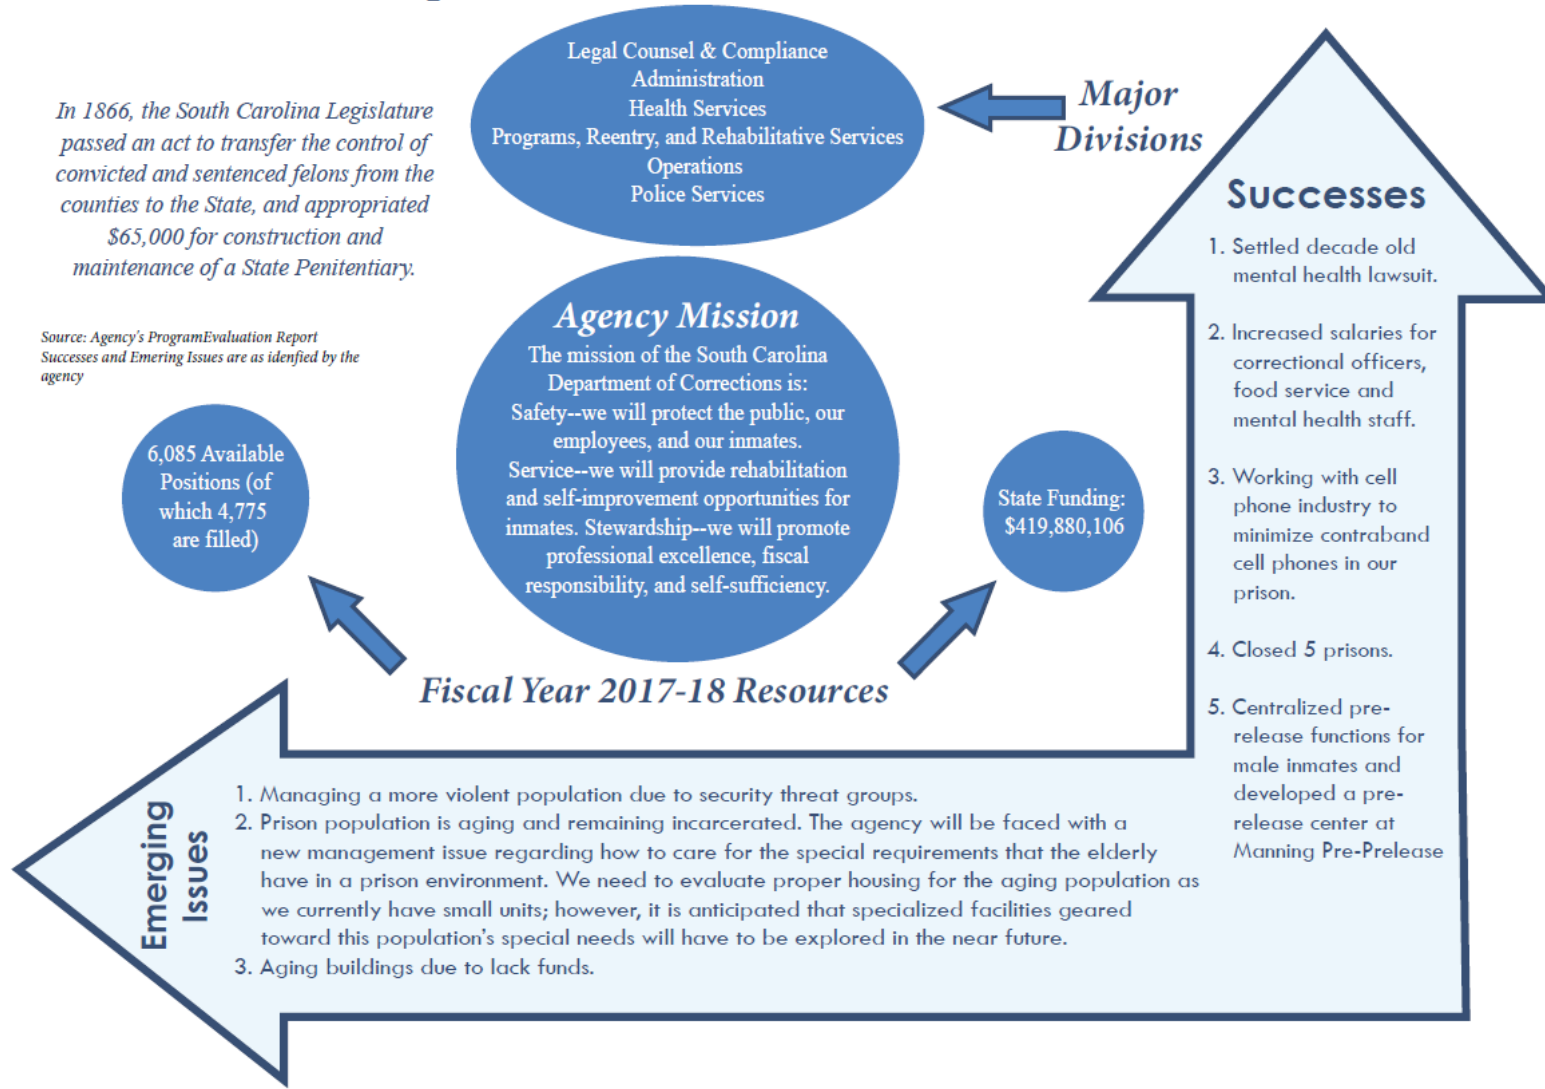 Legal Counsel & Compliance
Administration
Health Services
Programs, Reentry, and Rehabilitative Services
Operations
Police Services
Major
Divisions
In 1866, the South Carolina Legislature
passed an act to transfer the control of
convicted and sentenced felons from the
counties to the State, and appropriated
$65,000 for construction and
maintenance of a State Penitentiary.
Source: Agency's ProgramEvaluation Report
Successes and Emering Issues are as idenfied by the
agency
Agency Mission
The mission of the South Carolina
Department of Corrections is:
Safety--we will protect the public, our
employees, and our inmates.
Service--we will provide rehabilitation
and self-improvement opportunities for
inmates. Stewardship--we will promote
professional excellence, fiscal
responsibility, and self-sufficiency.
6,085 Available
Positions (of
which 4,775
are filled)
State Funding:
$419,880,106
Fiscal Year 2017-18 Resources
Successes
1. Settled decade old
mental health lawsuit.
2. Increased salaries for
correctional officers,
food service and
mental health staff.
3. Working with cell
phone industry to
minimize contraband
cell phones in our
prison.
4. Closed 5 prisons.
5. Centralized pre-
release functions for
male inmates and
developed a pre-
release center at
Manning Pre-Prelease
Emerging
Issues
1. Managing a more violent population due to security threat groups.
2. Prison population is aging and remaining incarcerated. The agency will be faced with a
new management issue regarding how to care for the special requirements that the elderly
have in a prison environment. We need to evaluate proper housing for the aging population as
we currently have small units; however, it is anticipated that specialized facilities geared
toward this population's special needs will have to be explored in the near future.
3. Aging buildings due to lack funds.